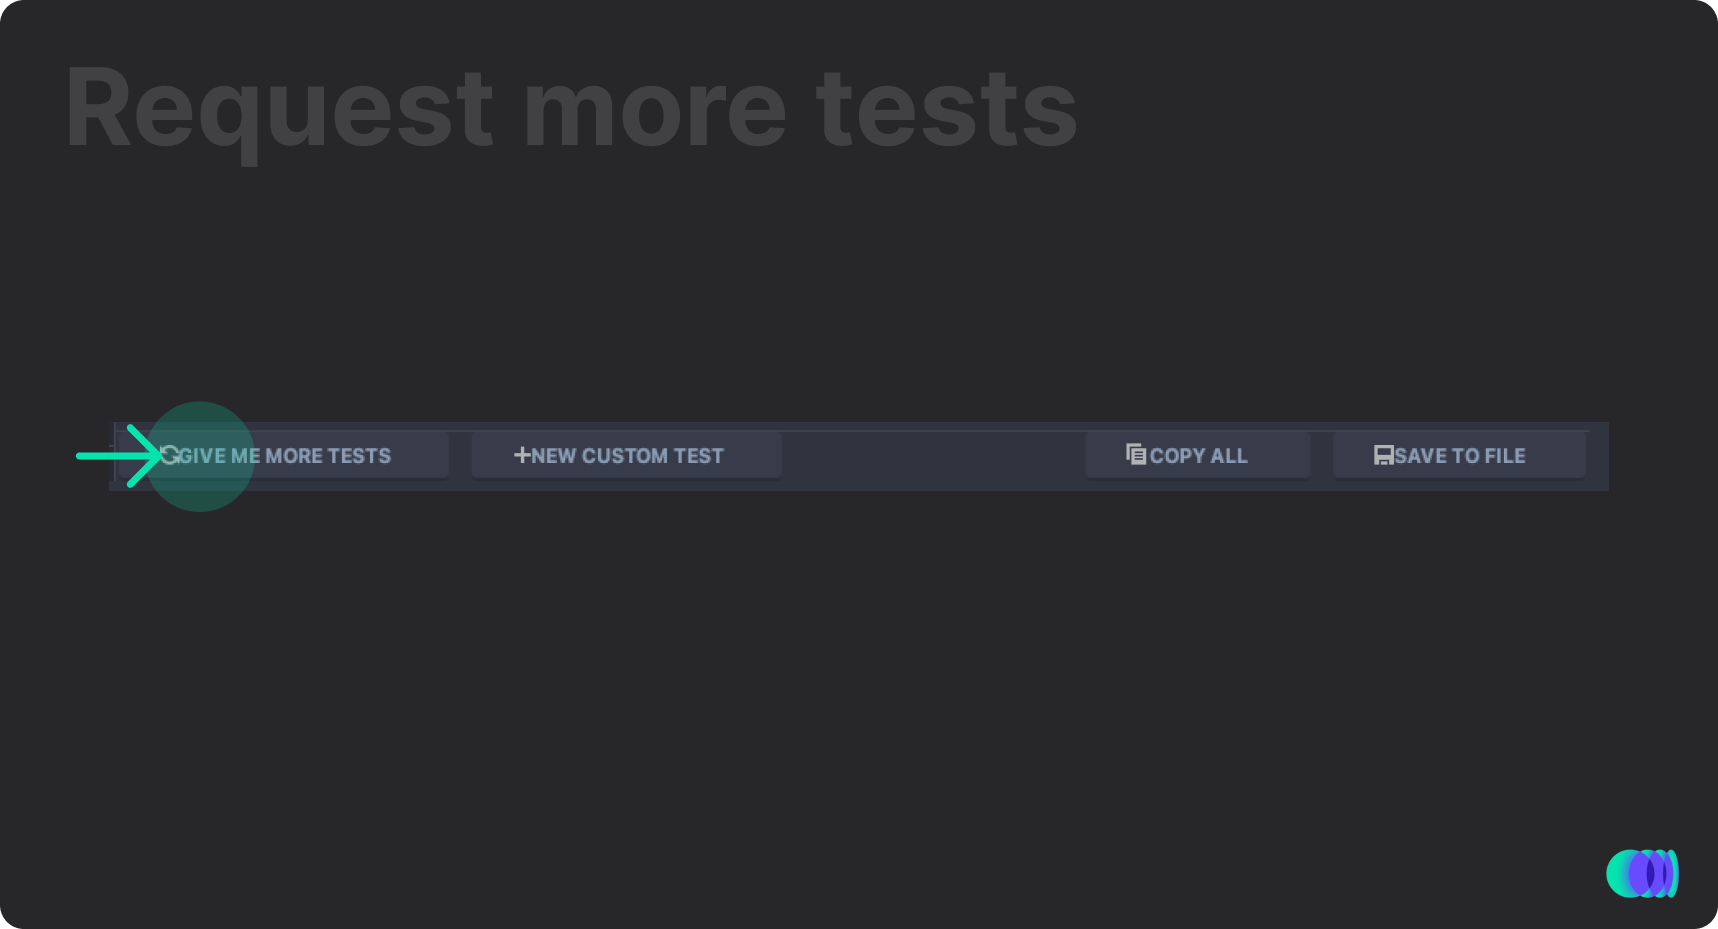 Request more tests
GIVE ME MORE TESTS
NEW CUSTOM TEST
COPY ALL
SAVE TO FILE